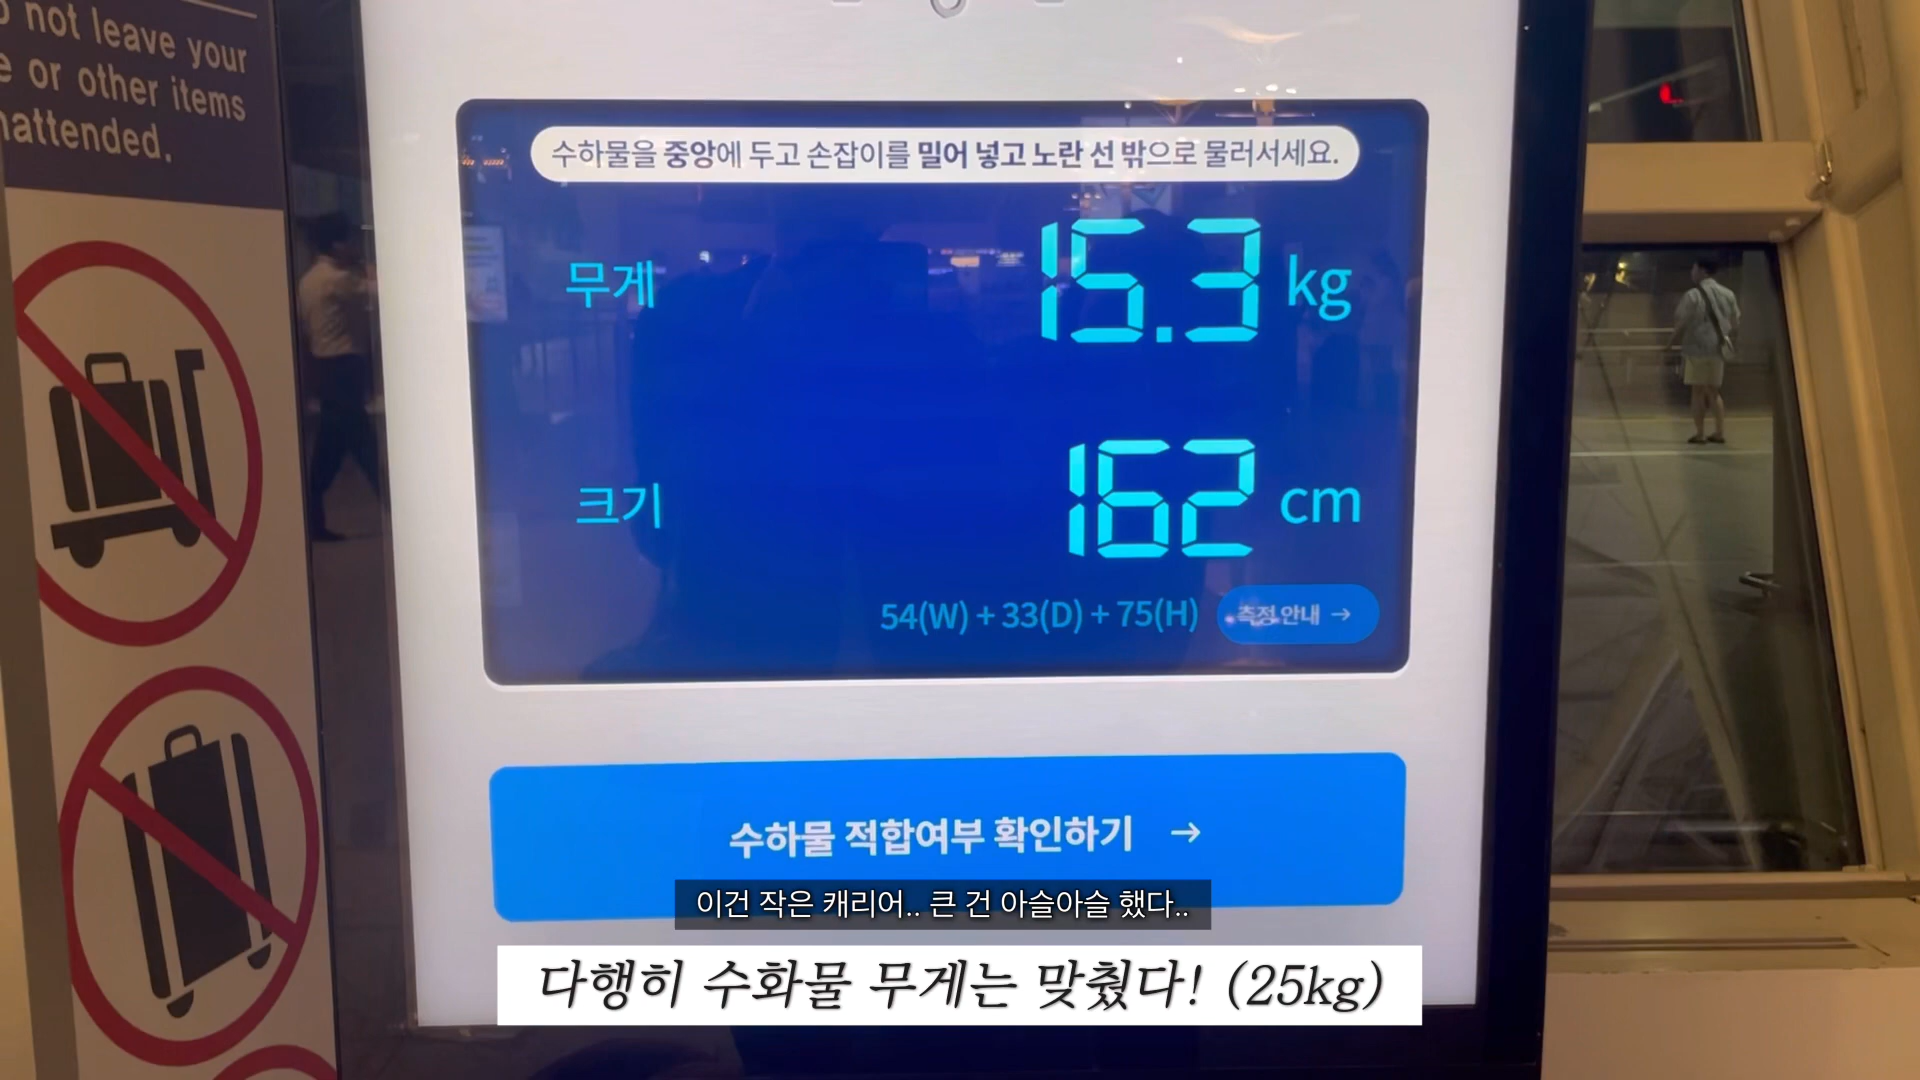 not leave your
or other items
attended.
수하물을 중앙에 두고 손잡이를 밀어 넣고 노란 선 밖으로 물러서세요.
무게 15.3 kg
크기 162 cm
54(W) + 33(D) + 75(H) 측정 안내 →
수하물 적합여부 확인하기 →
이건 작은 캐리어.. 큰 건 아슬아슬 했다..
다행히 수화물 무게는 맞췄다! (25kg)